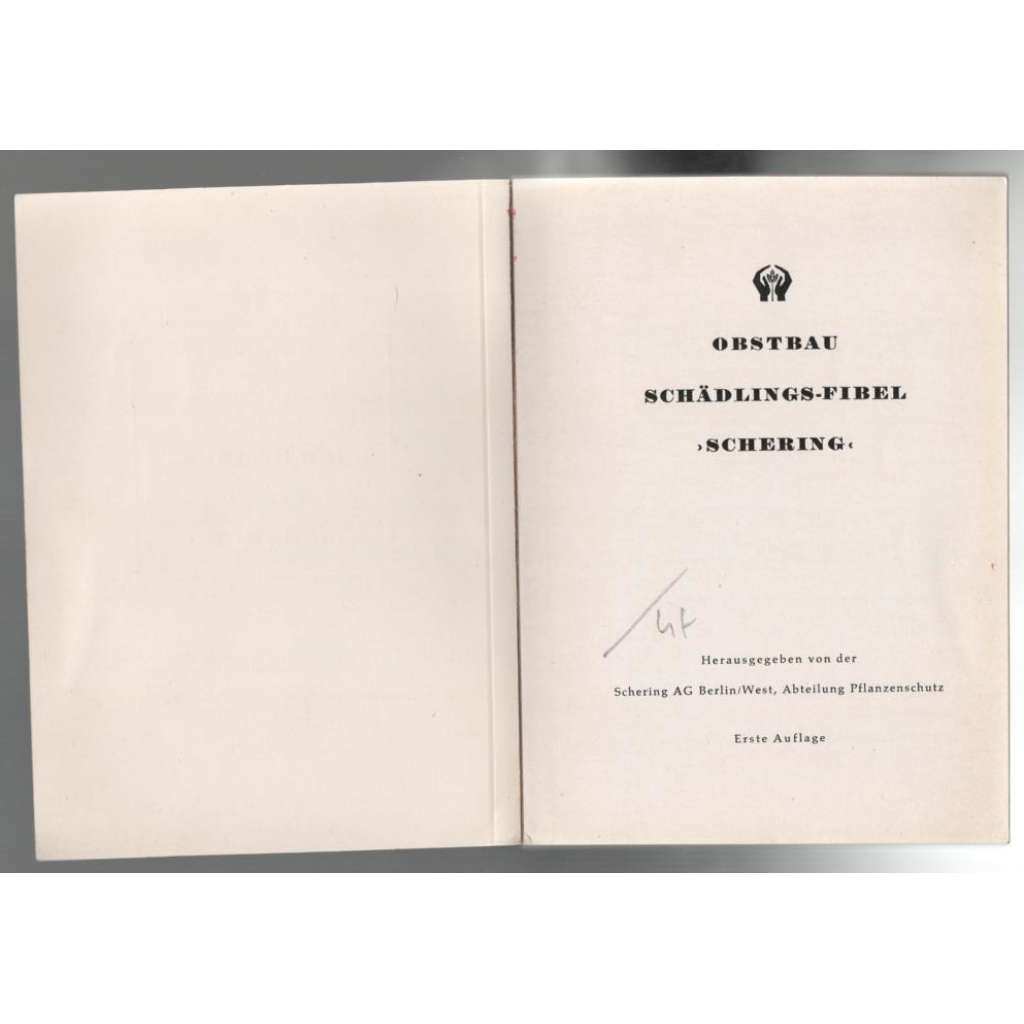 OBSTBAU
SCHÄDLINGS-FIBEL
›SCHERING‹
Herausgegeben von der
Schering AG Berlin/West, Abteilung Pflanzenschutz
Erste Auflage